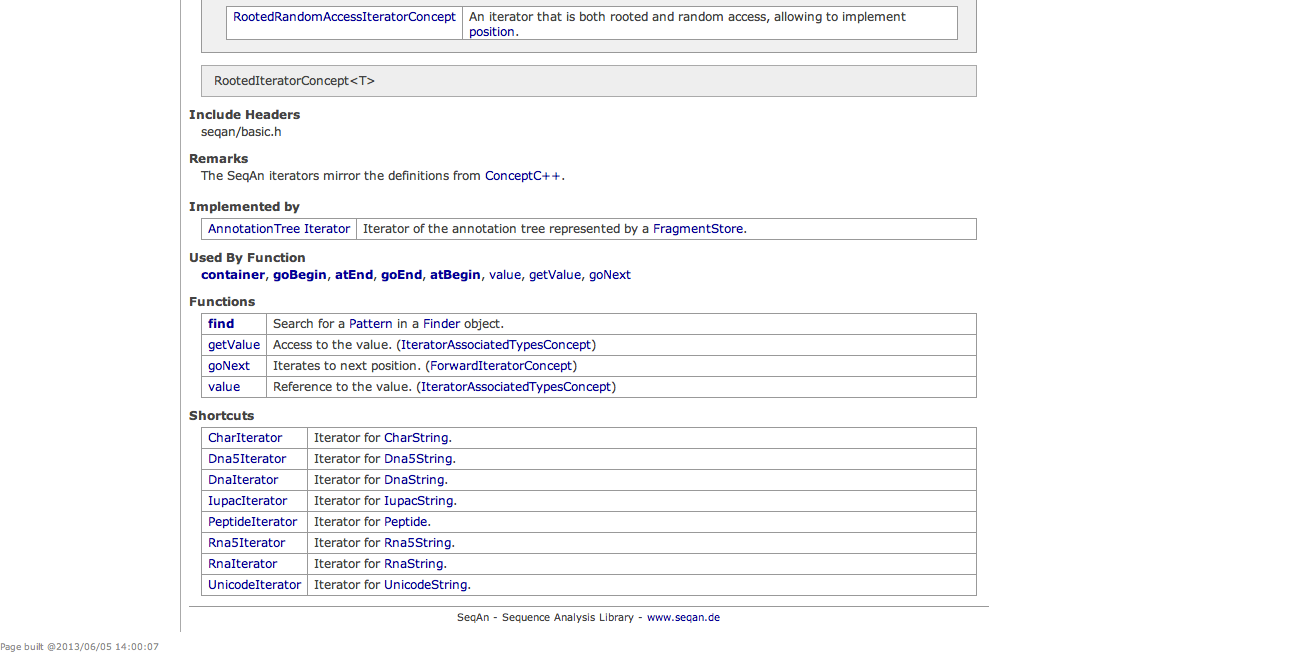 RootedRandomAccessIteratorConcept An iterator that is both rooted and random access, allowing to implement
position.
RootedIteratorConcept<T>
Include Headers
seqan/basic.h
Remarks
The SeqAn iterators mirror the definitions from ConceptC++.
Implemented by
AnnotationTree Iterator Iterator of the annotation tree represented by a FragmentStore.
Used By Function
container, goBegin, atEnd, goEnd, atBegin, value, getValue, goNext
Functions
find Search for a Pattern in a Finder object.
getValue Access to the value. (IteratorAssociatedTypesConcept)
goNext Iterates to next position. (ForwardIteratorConcept)
value Reference to the value. (IteratorAssociatedTypesConcept)
Shortcuts
CharIterator Iterator for CharString.
Dna5Iterator Iterator for Dna5String.
DnaIterator Iterator for DnaString.
IupacIterator Iterator for IupacString.
PeptideIterator Iterator for Peptide.
Rna5Iterator Iterator for Rna5String.
RnaIterator Iterator for RnaString.
UnicodeIterator Iterator for UnicodeString.
SeqAn - Sequence Analysis Library - www.seqan.de
Page built @2013/06/05 14:00:07